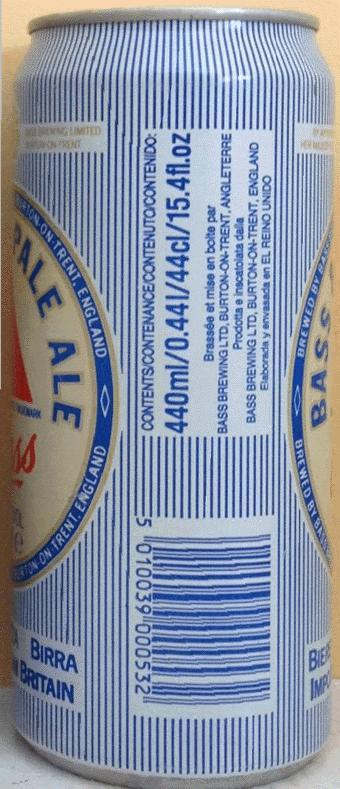 BREWING LIMITED
BURTON-ON-TRENT
BURTON-ON-TRENT, ENGLAND
PALE ALE
TRADEMARK
BURTON-ON-TRENT, ENGLAND
BIRRA
BRITAIN
CONTENTS/CONTENANCE/CONTENUTO/CONTENIDO:
440ml/0.44l/44cl/15.4fl.oz
Brassée et mise en boîte par
BASS BREWING LTD, BURTON-ON-TRENT, ANGLETERRE
Prodotta e inscatolata dalla
BASS BREWING LTD, BURTON-ON-TRENT, ENGLAND
Elaborada y envasada en EL REINO UNIDO
5 010039 000532
BY
HER
BREWED BY BASS
BASS
BREWED BY